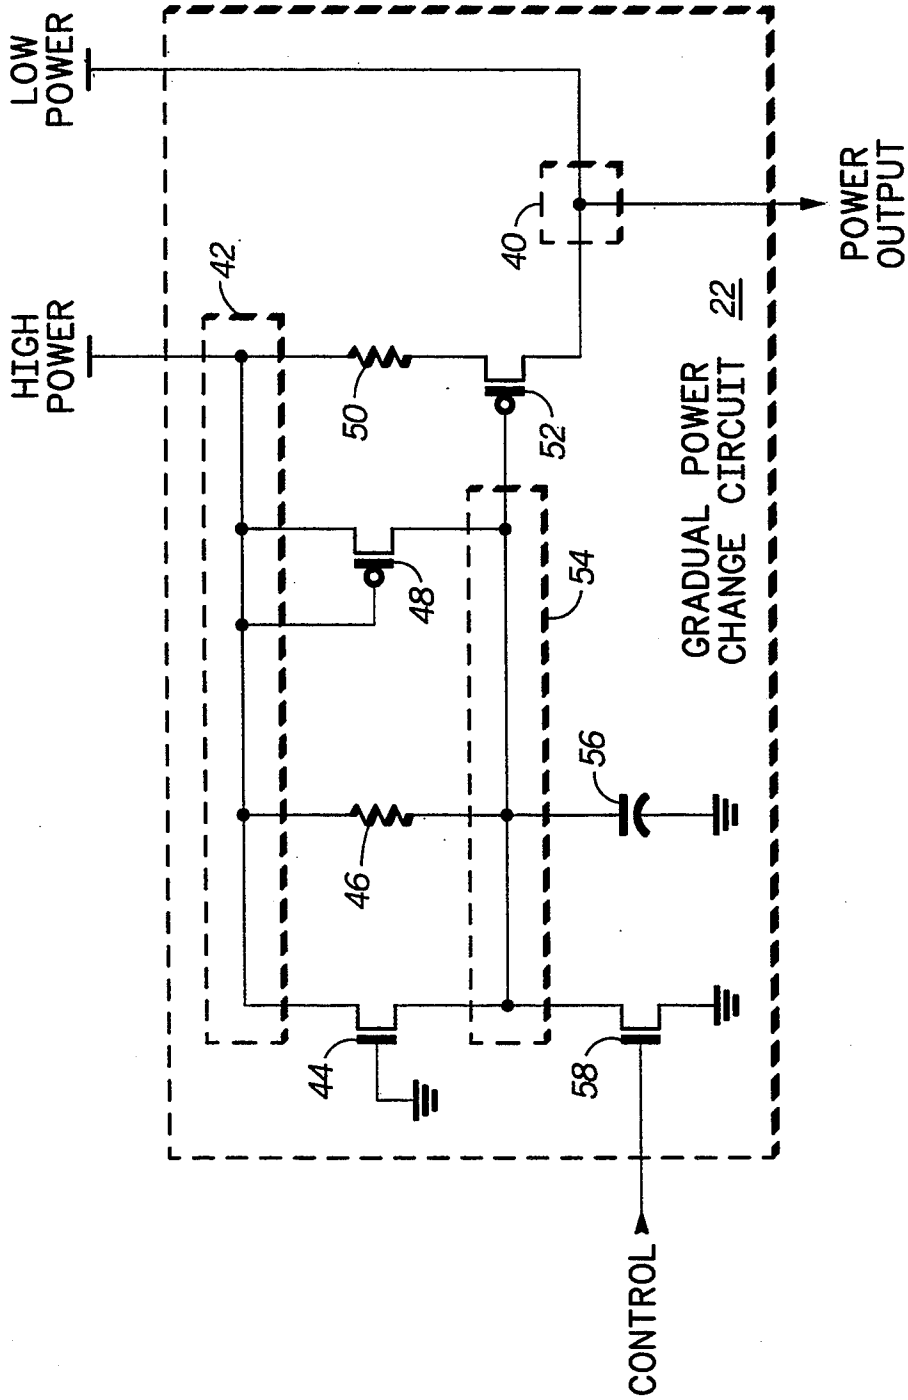 LOW
POWER
HIGH
POWER
42
40
50
52
48
54
46
56
44
58
POWER
OUTPUT
22
GRADUAL POWER
CHANGE CIRCUIT
CONTROL